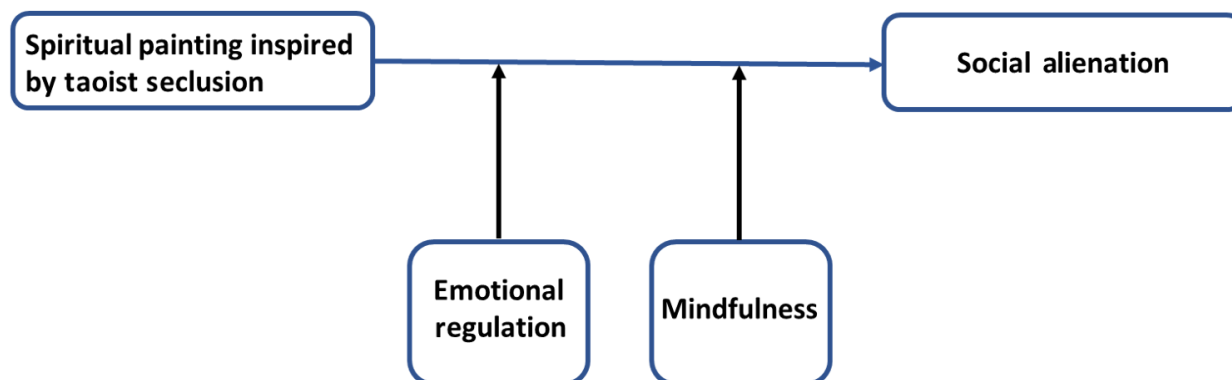 Spiritual painting inspired
by taoist seclusion
Social alienation
Emotional
regulation
Mindfulness